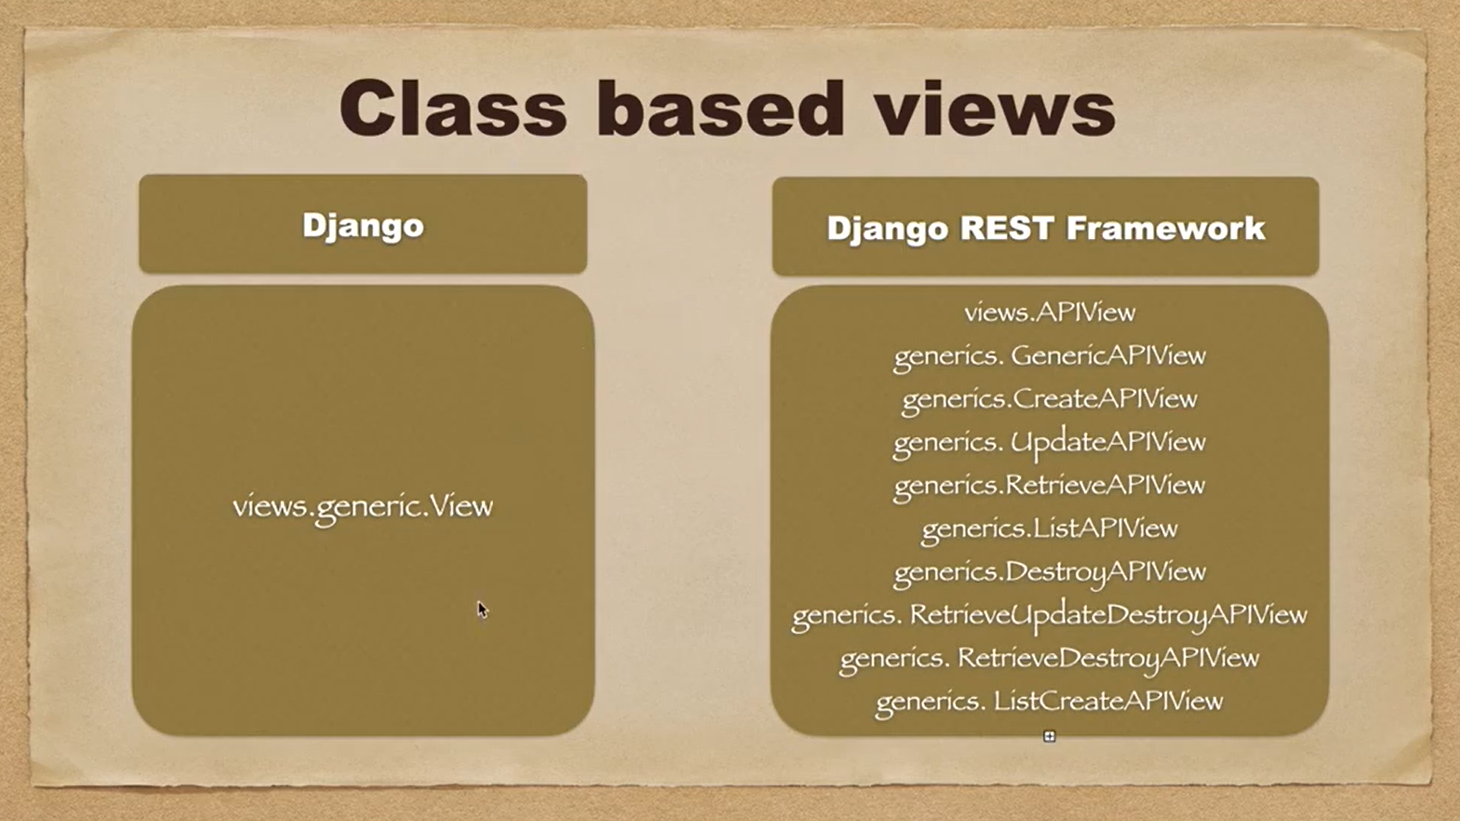 Class based views
Django
views.generic.View
Django REST Framework
views.APIView
generics. GenericAPIView
generics.CreateAPIView
generics. UpdateAPIView
generics.RetrieveAPIView
generics.ListAPIView
generics.DestroyAPIView
generics. RetrieveUpdateDestroyAPIView
generics. RetrieveDestroyAPIView
generics. ListCreateAPIView